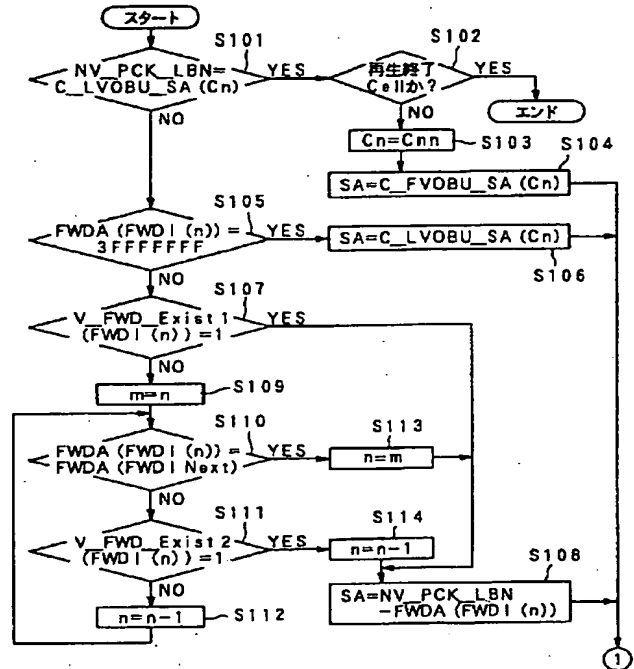 スタート
S101
NV_PCK_LBN=
C_LVOBU_SA(Cn)
YES
NO
S102
再生終了
Cellか?
YES
NO
エンド
Cn=Cnn
S103
S104
SA=C_FVOBU_SA(Cn)
S105
FWDA(FWDI(n))=
3FFFFFFF
YES
NO
SA=C_LVOBU_SA(Cn)
S106
S107
V_FWD_Exist1
(FWDI(n))=1
YES
NO
m=n
S109
S110
FWDA(FWDI(n))=
FWDA(FWDI Next)
YES
NO
S113
n=m
S111
V_FWD_Exist2
(FWDI(n))=1
YES
NO
S114
n=n-1
S108
SA=NV_PCK_LBN
-FWDA(FWDI(n))
n=n-1
S112
1